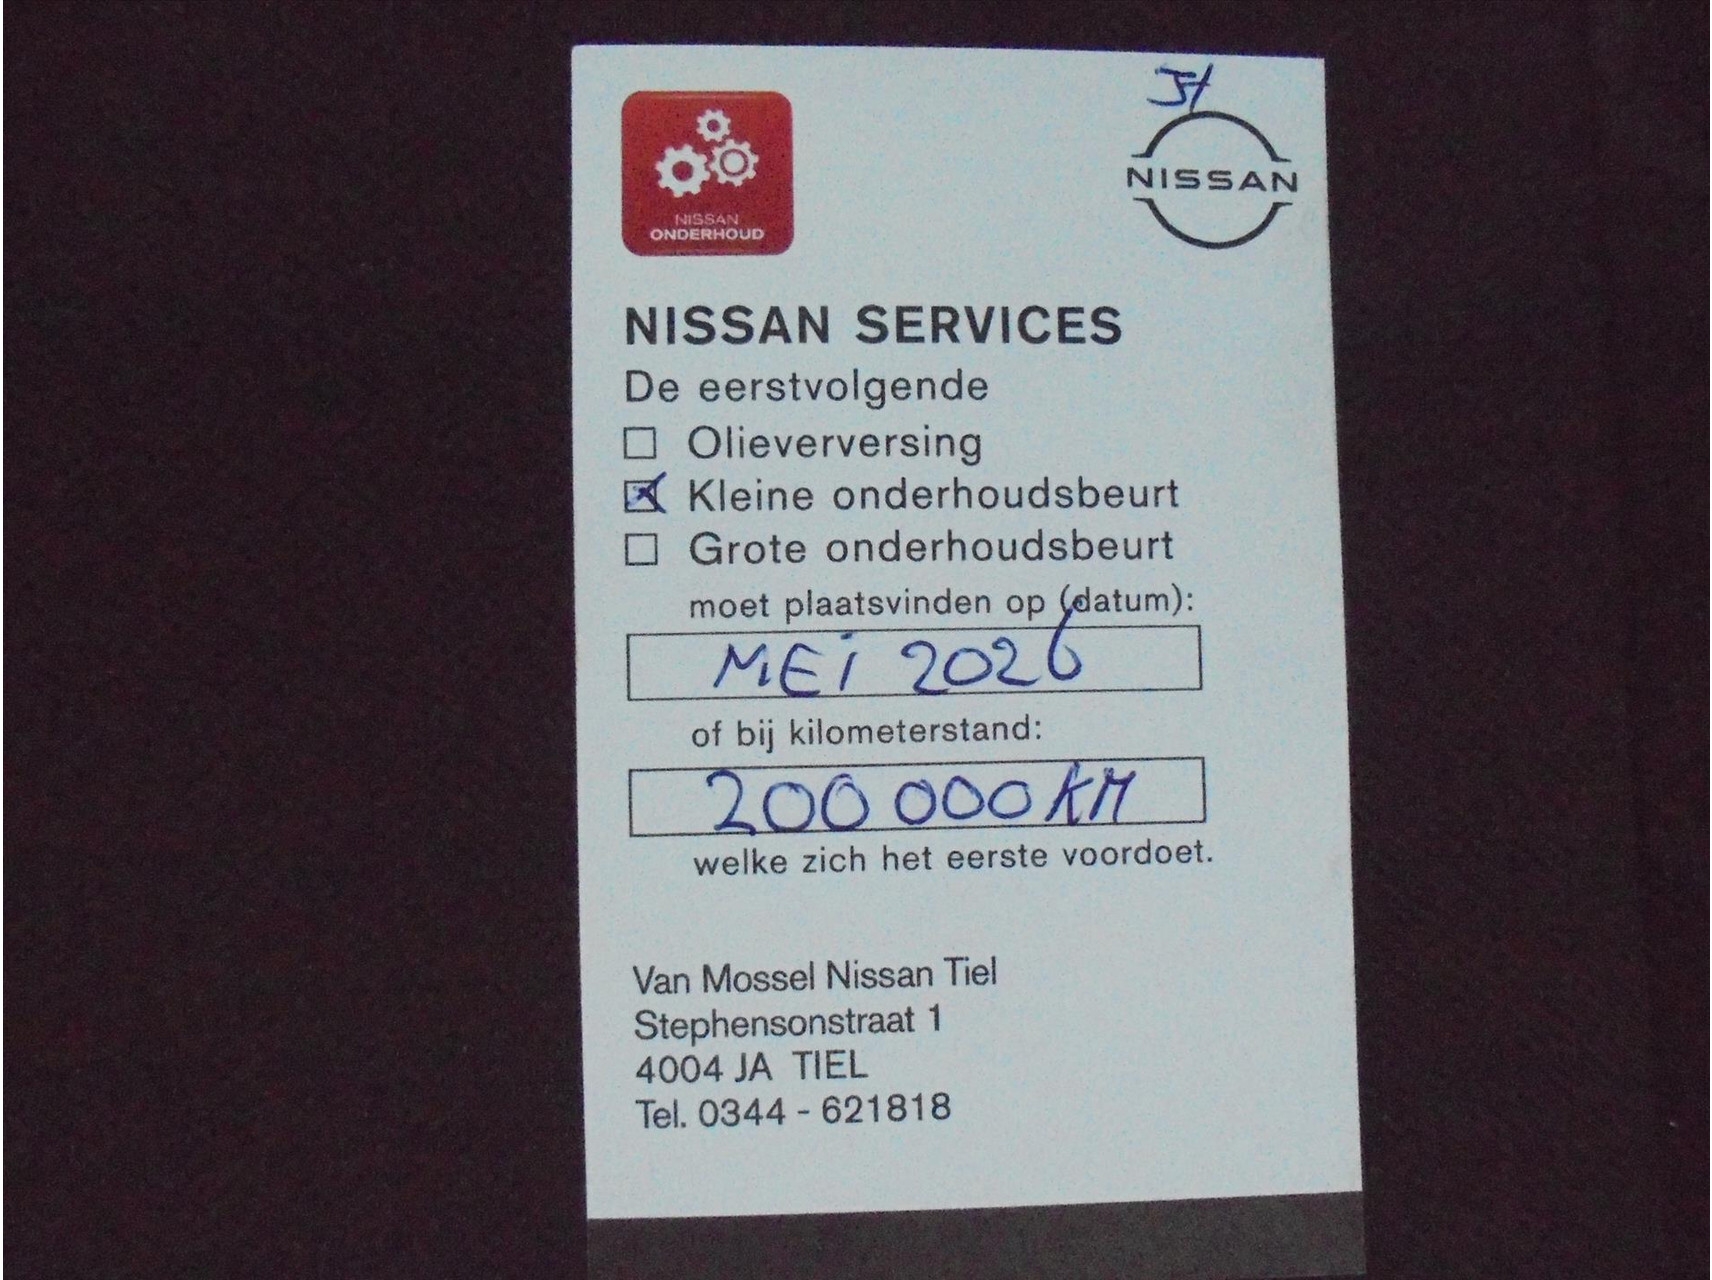 NISSAN
ONDERHOUD
NISSAN
NISSAN SERVICES
De eerstvolgende
Olieverversing
Kleine onderhoudsbeurt
Grote onderhoudsbeurt
moet plaatsvinden op (datum):
MEi 2026
of bij kilometerstand:
200 000 KM
welke zich het eerste voordoet.
Van Mossel Nissan Tiel
Stephensonstraat 1
4004 JA TIEL
Tel. 0344 - 621818